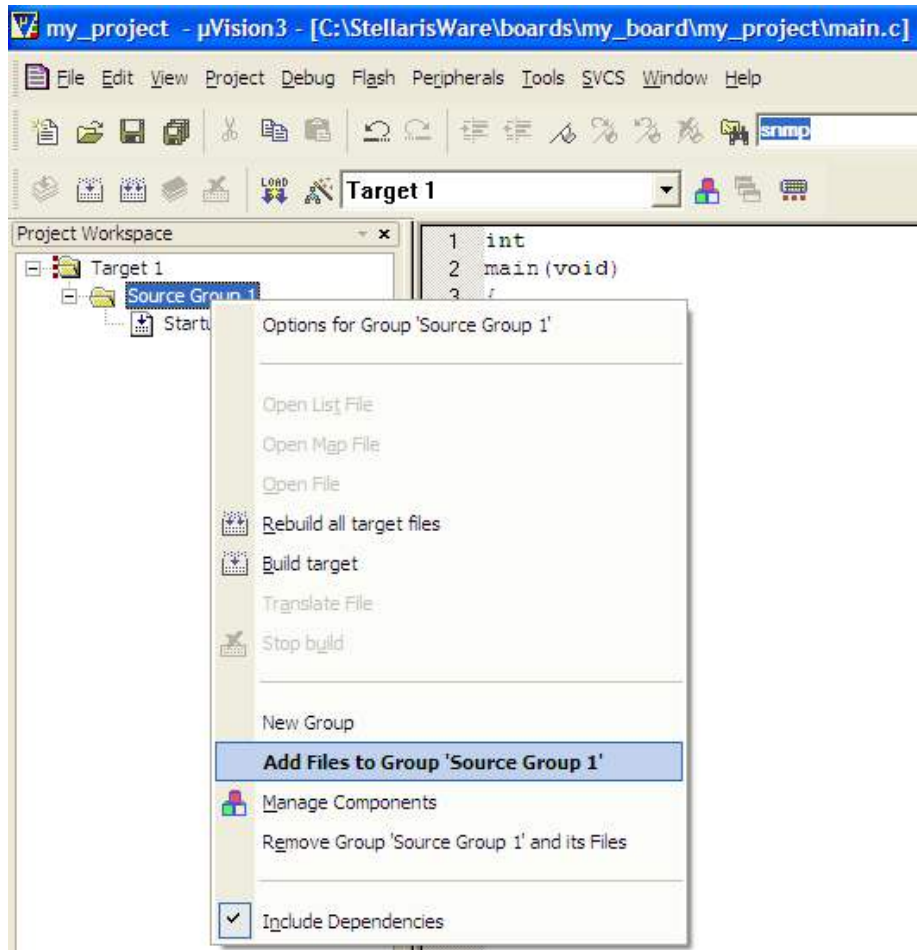 my_project - µVision3 - [C:\StellarisWare\boards\my_board\my_project\main.c]
File Edit View Project Debug Flash Peripherals Tools SVCS Window Help
snmp
LOAD Target 1
Project Workspace
1 int
Target 1
2 main(void)
Source Group 1
3 {
Startu
Options for Group 'Source Group 1'
Open List File
Open Map File
Open File
Rebuild all target files
Build target
Translate File
Stop build
New Group
Add Files to Group 'Source Group 1'
Manage Components
Remove Group 'Source Group 1' and its Files
Include Dependencies